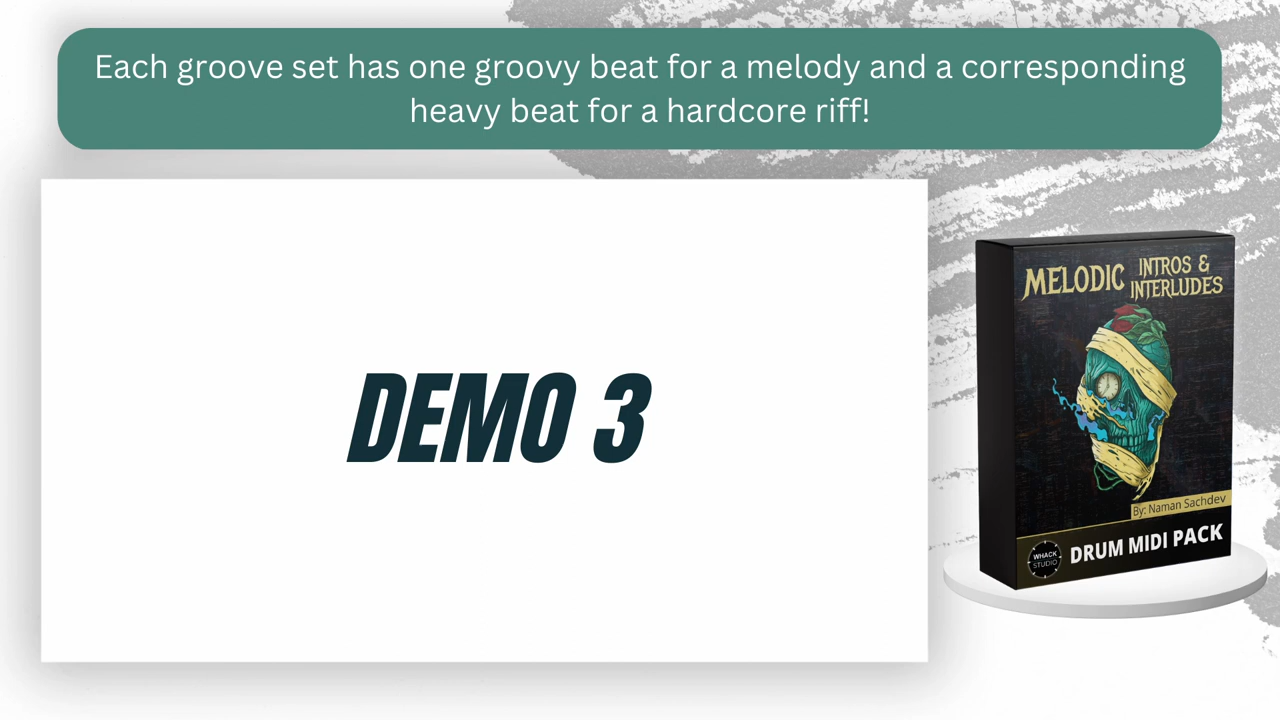 Each groove set has one groovy beat for a melody and a corresponding
heavy beat for a hardcore riff!
DEMO 3
MELODIC INTROS &
INTERLUDES
By: Naman Sachdev
WHACK
STUDIO
DRUM MIDI PACK